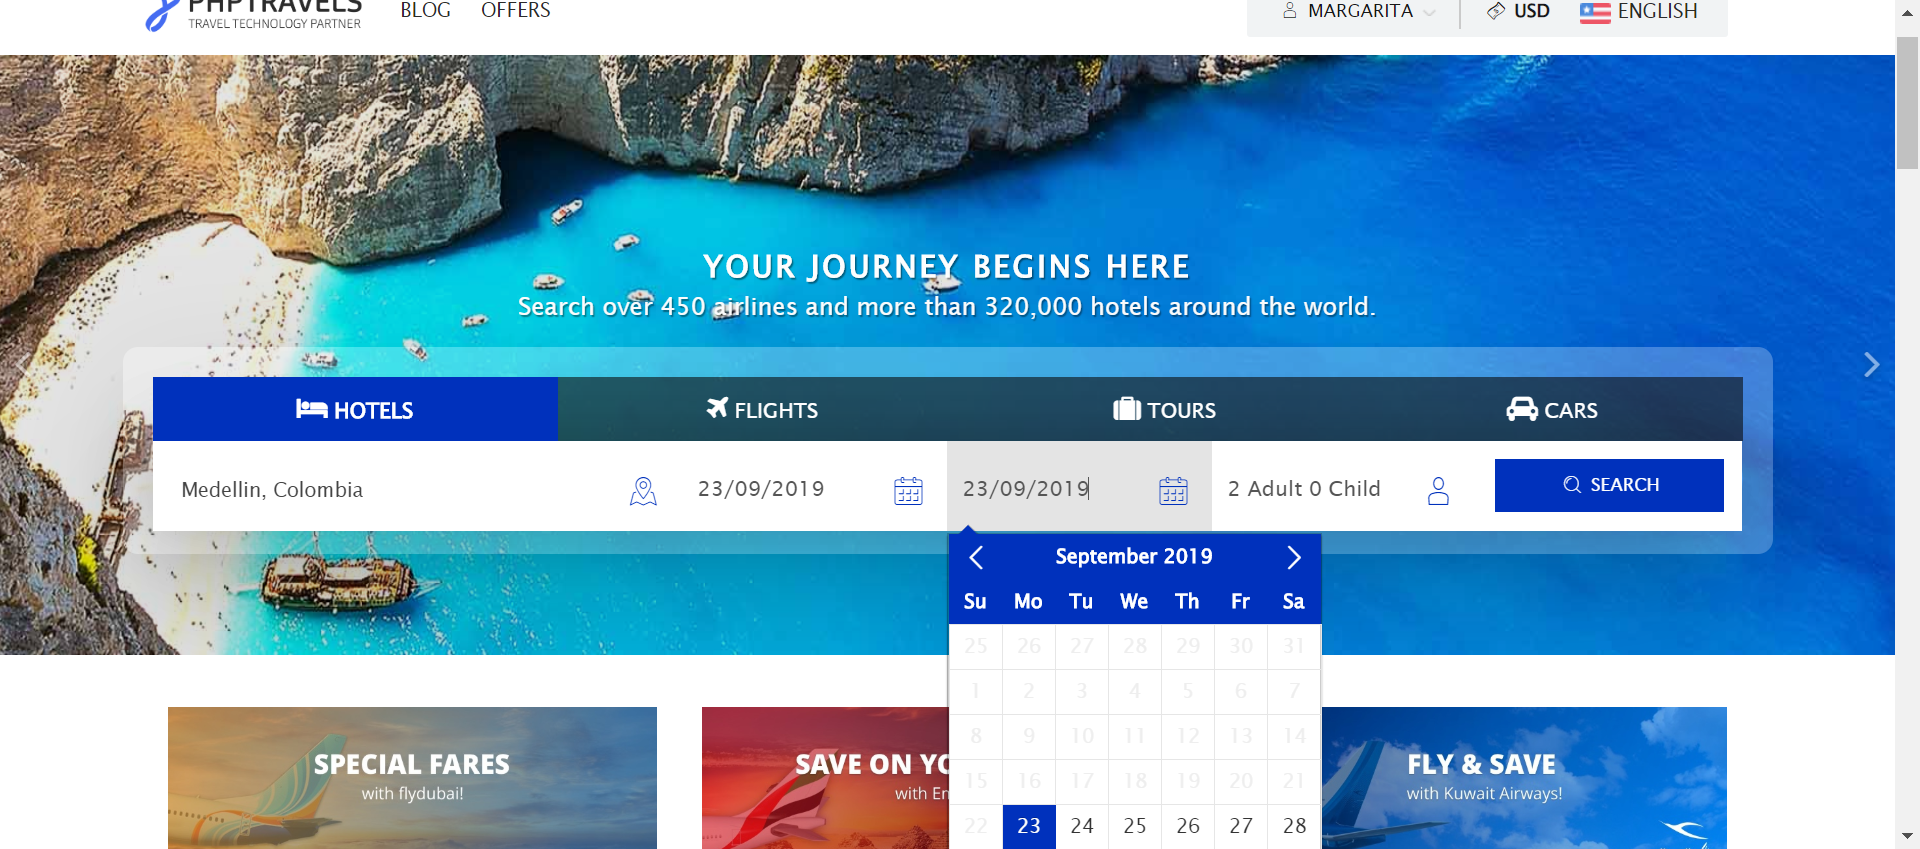 PHPTRAVELS
TRAVEL TECHNOLOGY PARTNER
BLOG OFFERS
MARGARITA USD ENGLISH
YOUR JOURNEY BEGINS HERE
Search over 450 airlines and more than 320,000 hotels around the world.
HOTELS FLIGHTS TOURS CARS
Medellin, Colombia 23/09/2019 23/09/2019 2 Adult 0 Child SEARCH
September 2019
Su Mo Tu We Th Fr Sa
25 26 27 28 29 30 31
1 2 3 4 5 6 7
8 9 10 11 12 13 14
15 16 17 18 19 20 21
22 23 24 25 26 27 28
SPECIAL FARES
with flydubai!
SAVE ON
with
FLY & SAVE
with Kuwait Airways!